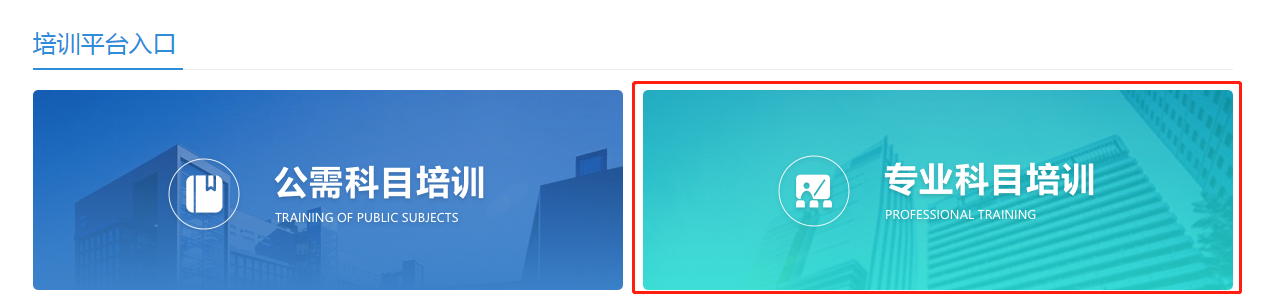 培训平台入口
公需科目培训
TRAINING OF PUBLIC SUBJECTS
专业科目培训
PROFESSIONAL TRAINING